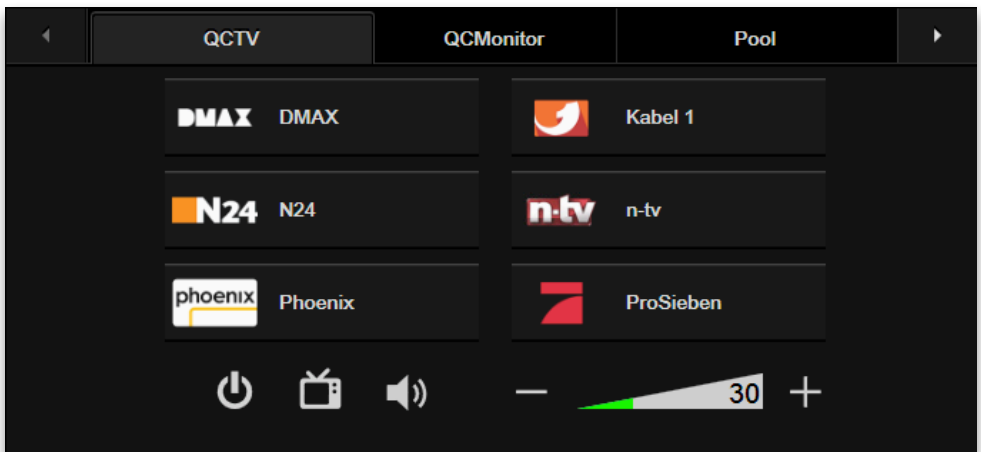 QCTV QCMonitor Pool
DMAX DMAX
Kabel 1
N24 N24
n-tv n-tv
phoenix Phoenix
ProSieben
30